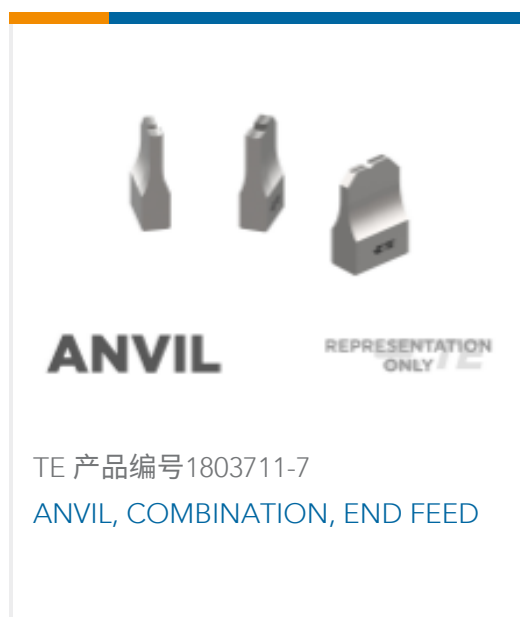 ANVIL
REPRESENTATION
ONLY
TE
TE 产品编号1803711-7
ANVIL, COMBINATION, END FEED